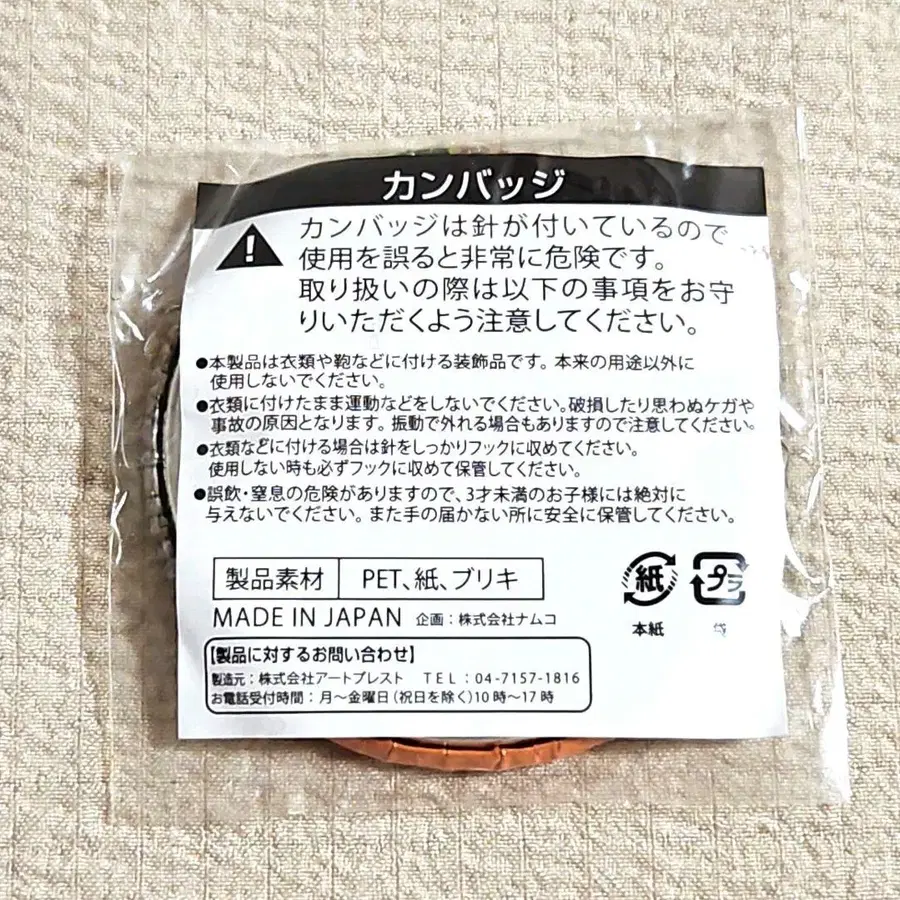 カンバッジ
カンバッジは針が付いているので
使用を誤ると非常に危険です。
取り扱いの際は以下の事項をお守
りいただくよう注意してください。
●本製品は衣類や鞄などに付ける装飾品です。本来の用途以外に
使用しないでください。
●衣類に付けたまま運動などをしないでください。破損したり思わぬケガや
事故の原因となります。振動で外れる場合もありますので注意してください。
●衣類などに付ける場合は針をしっかりフックに収めてください。
使用しない時も必ずフックに収めて保管してください。
●誤飲・窒息の危険がありますので、3才未満のお子様には絶対に
与えないでください。また手の届かない所に安全に保管してください。
製品素材 PET、紙、ブリキ
紙 プラ
本紙 袋
MADE IN JAPAN 企画：株式会社ナムコ
【製品に対するお問い合わせ】
製造元：株式会社アートプレスト TEL：04-7157-1816
お電話受付時間：月〜金曜日（祝日を除く）10時〜17時